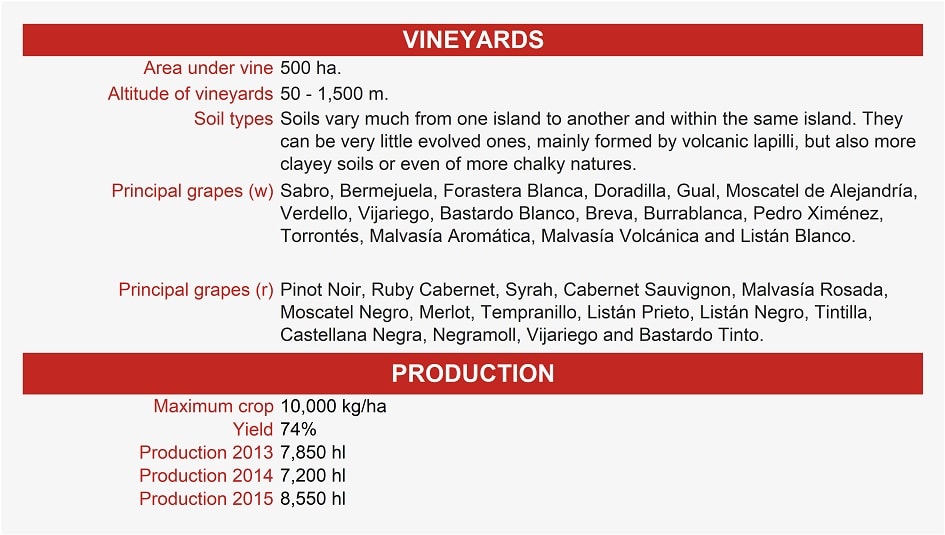 VINEYARDS
Area under vine 500 ha.
Altitude of vineyards 50 - 1,500 m.
Soil types Soils vary much from one island to another and within the same island. They
can be very little evolved ones, mainly formed by volcanic lapilli, but also more
clayey soils or even of more chalky natures.
Principal grapes (w) Sabro, Bermejuela, Forastera Blanca, Doradilla, Gual, Moscatel de Alejandría,
Verdello, Vijariego, Bastardo Blanco, Breva, Burrablanca, Pedro Ximénez,
Torrontés, Malvasía Aromática, Malvasía Volcánica and Listán Blanco.
Principal grapes (r) Pinot Noir, Ruby Cabernet, Syrah, Cabernet Sauvignon, Malvasía Rosada,
Moscatel Negro, Merlot, Tempranillo, Listán Prieto, Listán Negro, Tintilla,
Castellana Negra, Negramoll, Vijariego and Bastardo Tinto.
PRODUCTION
Maximum crop 10,000 kg/ha
Yield 74%
Production 2013 7,850 hl
Production 2014 7,200 hl
Production 2015 8,550 hl